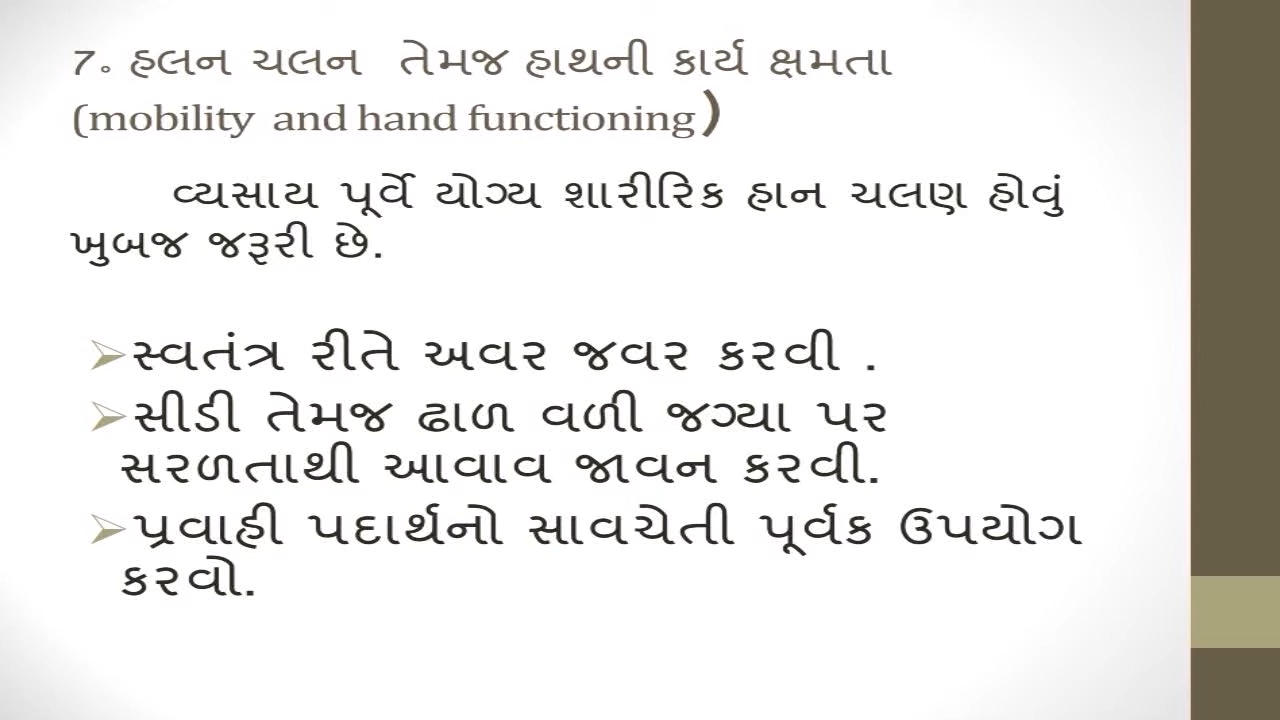 7. હલન ચલન તેમજ હાથની કાર્ય ક્ષમતા
(mobility and hand functioning)
વ્યસાય પૂર્વે યોગ્ય શારીરિક હાન ચલણ હોવું
ખુબજ જરૂરી છે.
➢સ્વતંત્ર રીતે અવર જવર કરવી .
➢સીડી તેમજ ઢાળ વળી જગ્યા પર
સરળતાથી આવાવ જાવન કરવી.
➢પ્રવાહી પદાર્થનો સાવચેતી પૂર્વક ઉપયોગ
કરવો.